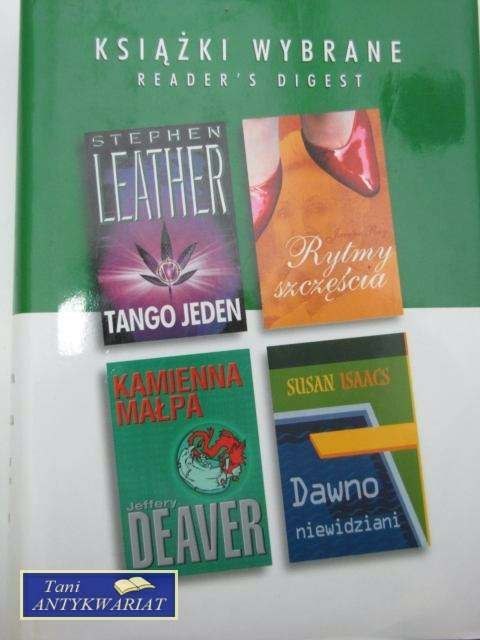 KSIĄŻKI WYBRANE
READER'S DIGEST
STEPHEN
LEATHER
TANGO JEDEN
Rytmy
szczęścia
KAMIENNA
MAŁPA
Jeffery
DEAVER
SUSAN ISAACS
Dawno
niewidziani
Tani
ANTYKWARIAT